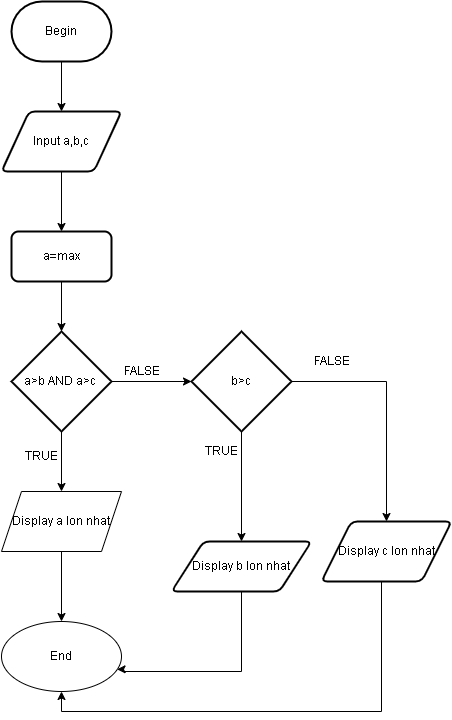 Begin
Input a,b,c
a=max
a>b AND a>c
FALSE
b>c
FALSE
TRUE
TRUE
Display a lon nhat
Display b lon nhat
Display c lon nhat
End